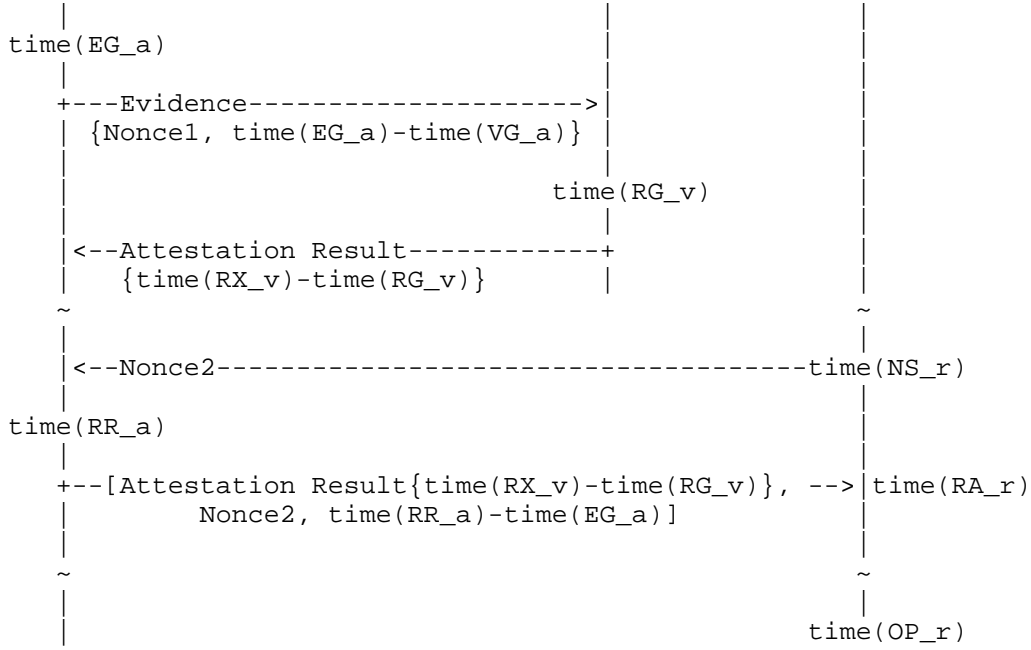 time(EG_a)
+---Evidence--------------------->|
{Nonce1, time(EG_a)-time(VG_a)}
time(RG_v)
|<--Attestation Result------------+
{time(RX_v)-time(RG_v)}
~ ~
|<--Nonce2-------------------------------------time(NS_r)
time(RR_a)
+--[Attestation Result{time(RX_v)-time(RG_v)}, -->|time(RA_r)
Nonce2, time(RR_a)-time(EG_a)]
~ ~
time(OP_r)